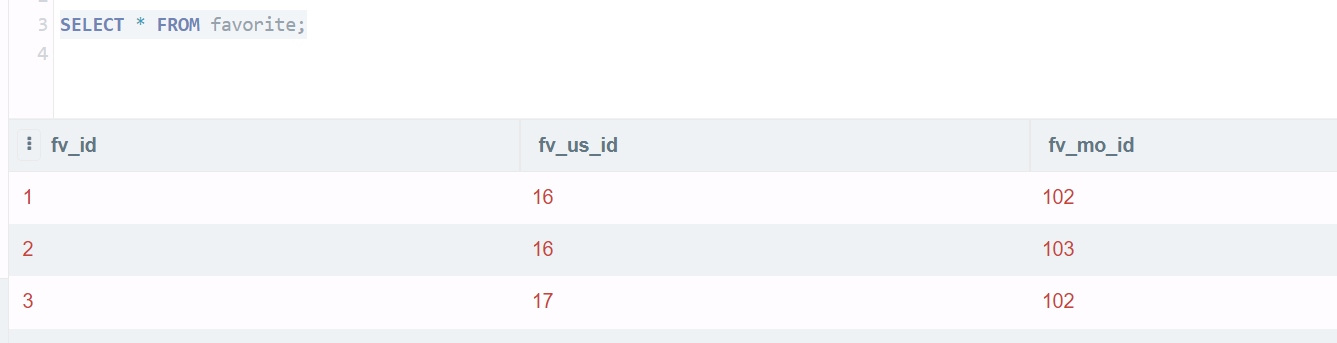 3 SELECT * FROM favorite;
4
fv_id fv_us_id fv_mo_id
1 16 102
2 16 103
3 17 102